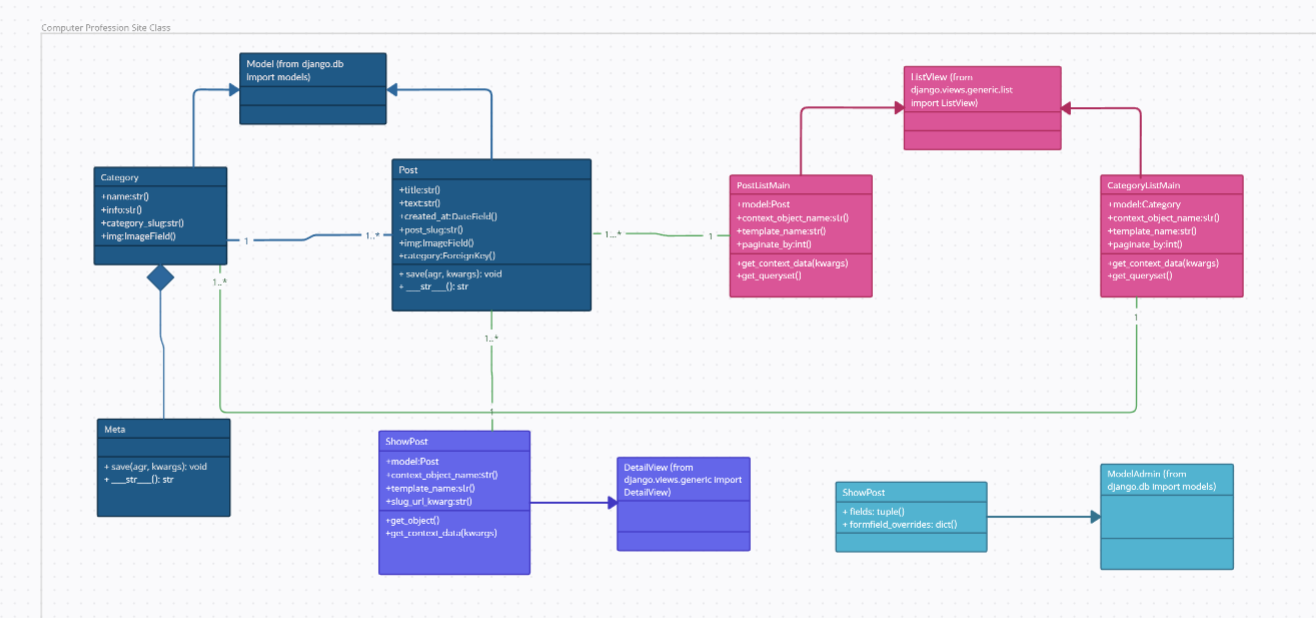 Computer Profession Site Class
Model (from django.db
import models)
ListView (from
django.views.generic.list
import ListView)
Category
+name:str()
+info:str()
+category_slug:str()
+img:ImageField()
Post
+title:str()
+text:str()
+created_at:DateField()
+post_slug:str()
+img:ImageField()
+category:ForeignKey()
+ save(agr, kwargs): void
+ ___str___(): str
PostListMain
+model:Post
+context_object_name:str()
+template_name:str()
+paginate_by:int()
+get_context_data(kwargs)
+get_queryset()
CategoryListMain
+model:Category
+context_object_name:str()
+template_name:str()
+paginate_by:int()
+get_context_data(kwargs)
+get_queryset()
1
1..*
1...*
1
1..*
1
1..*
1
Meta
+ save(agr, kwargs): void
+ ___str___(): str
ShowPost
+model:Post
+context_object_name:str()
+template_name:str()
+slug_url_kwarg:str()
+get_object()
+get_context_data(kwargs)
DetailView (from
django.views.generic import
DetailView)
ShowPost
+ fields: tuple()
+ formfield_overrides: dict()
ModelAdmin (from
django.db import models)